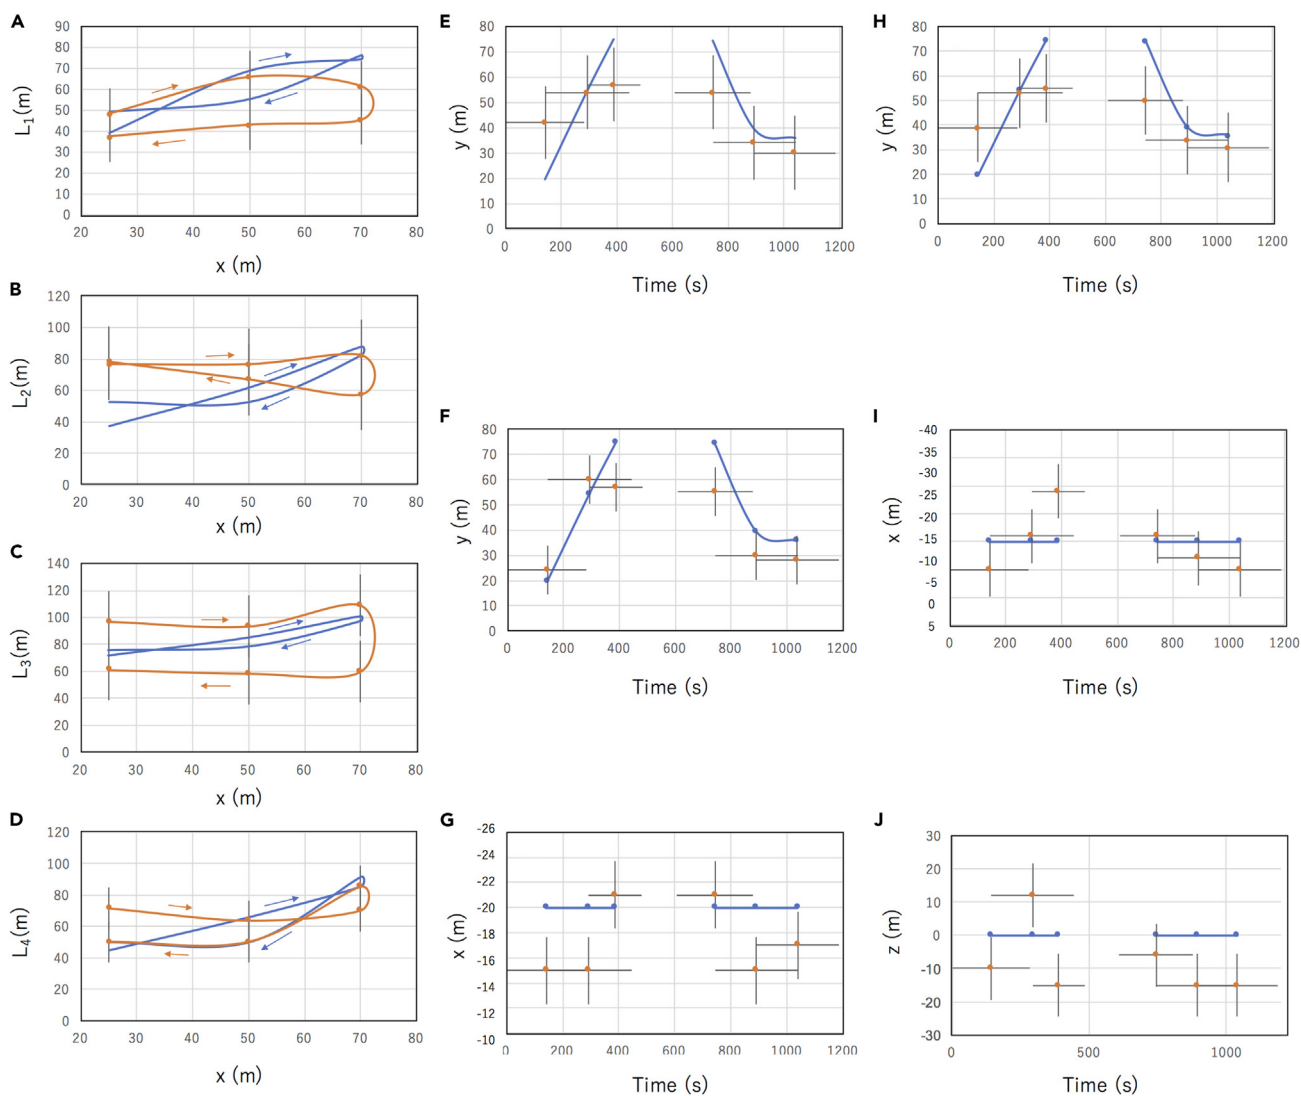 A
90
80
70
60
50
40
30
20
10
0
L1(m)
20 30 40 50 60 70 80
x (m)
B
120
100
80
60
40
20
0
L2(m)
20 30 40 50 60 70 80
x (m)
C
140
120
100
80
60
40
20
0
L3(m)
20 30 40 50 60 70 80
x (m)
D
120
100
80
60
40
20
0
L4(m)
20 30 40 50 60 70 80
x (m)
E
80
70
60
50
40
30
20
10
0
y (m)
0 200 400 600 800 1000 1200
Time (s)
F
80
70
60
50
40
30
20
10
0
y (m)
0 200 400 600 800 1000 1200
Time (s)
G
-26
-24
-22
-20
-18
-16
-14
-12
-10
x (m)
0 200 400 600 800 1000 1200
Time (s)
H
80
70
60
50
40
30
20
10
0
y (m)
0 200 400 600 800 1000 1200
Time (s)
I
-40
-35
-30
-25
-20
-15
-10
-5
0
5
x (m)
0 200 400 600 800 1000 1200
Time (s)
J
30
20
10
0
-10
-20
-30
z (m)
0 500 1000
Time (s)